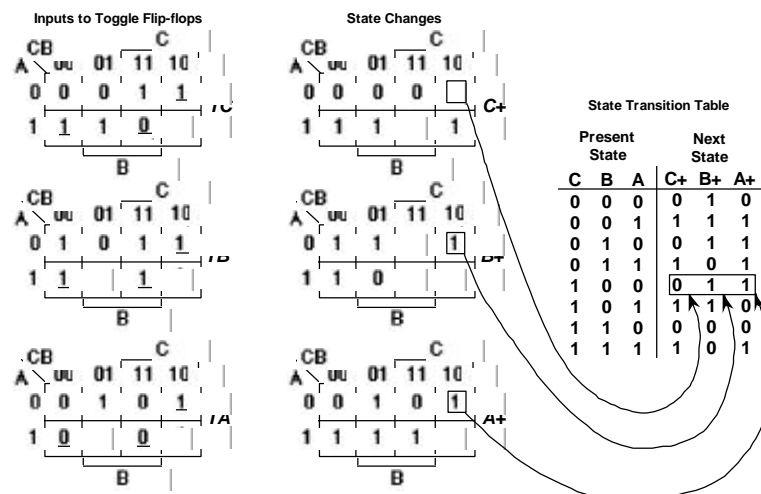 Inputs to Toggle Flip-flops
C
CB
A 00 01 11 10
0 0 0 1 1
TC
1 1 1 0
B
C
CB
A 00 01 11 10
0 1 0 1 1
TB
1 1 1
B
C
CB
A 00 01 11 10
0 0 1 0 1
TA
1 0 0
B
State Changes
C
CB
A 00 01 11 10
0 0 0 0
C+
1 1 1 1
B
C
CB
A 00 01 11 10
0 1 1 1
B+
1 1 0
B
C
CB
A 00 01 11 10
0 0 1 0 1
A+
1 1 1 1
B
State Transition Table
Present State
Next State
C B A C+ B+ A+
0 0 0 0 1 0
0 0 1 1 1 1
0 1 0 0 1 1
0 1 1 1 0 1
1 0 0 0 1 1
1 0 1 1 1 0
1 1 0 0 0 0
1 1 1 1 0 1